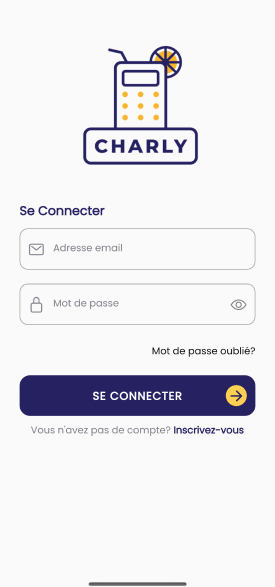 CHARLY
Se Connecter
Adresse email
Mot de passe
Mot de passe oublié?
SE CONNECTER
Vous n'avez pas de compte? Inscrivez-vous